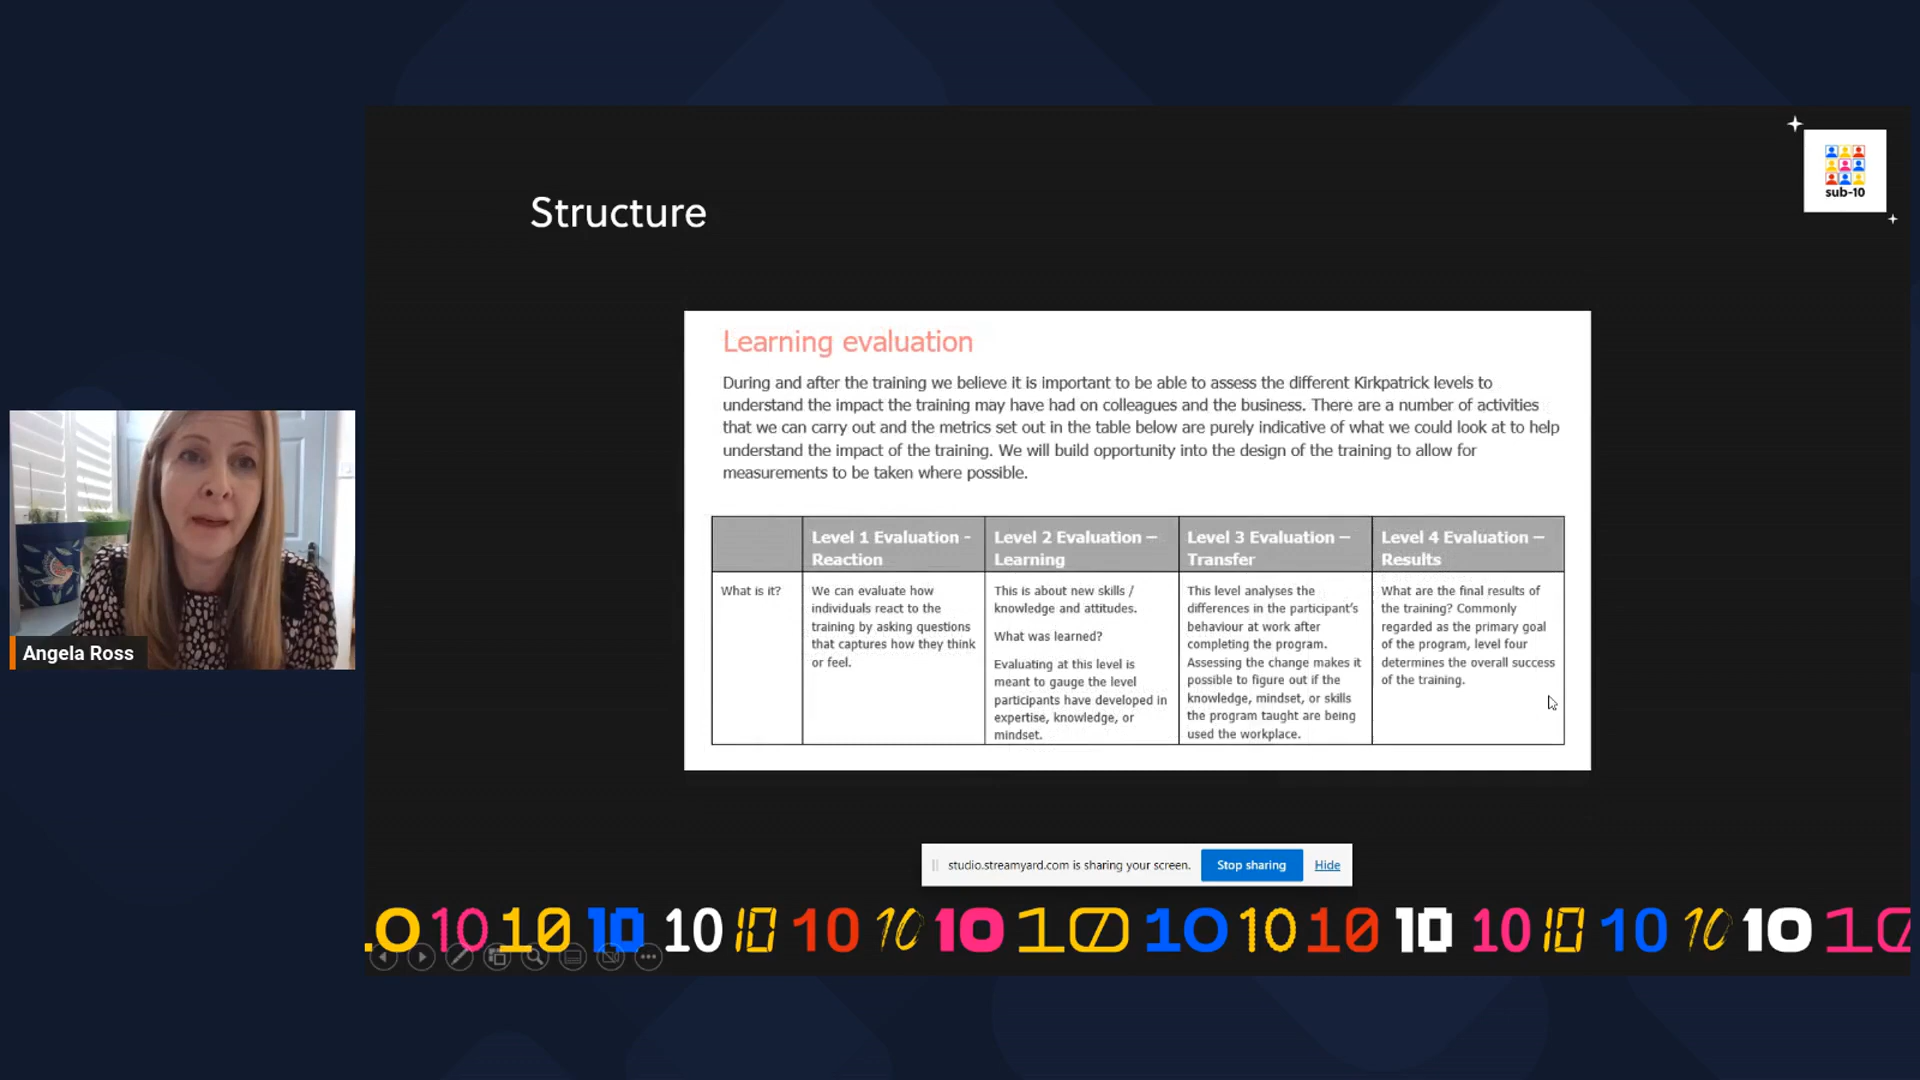 sub-10
Structure
Learning evaluation
During and after the training we believe it is important to be able to assess the different Kirkpatrick levels to
understand the impact the training may have had on colleagues and the business. There are a number of activities
that we can carry out and the metrics set out in the table below are purely indicative of what we could look at to help
understand the impact of the training. We will build opportunity into the design of the training to allow for
measurements to be taken where possible.
Level 1 Evaluation -
Reaction
Level 2 Evaluation –
Learning
Level 3 Evaluation –
Transfer
Level 4 Evaluation –
Results
What is it?
We can evaluate how
individuals react to the
training by asking questions
that captures how they think
or feel.
This is about new skills /
knowledge and attitudes.
What was learned?
Evaluating at this level is
meant to gauge the level
participants have developed in
expertise, knowledge, or
mindset.
This level analyses the
differences in the participant's
behaviour at work after
completing the program.
Assessing the change makes it
possible to figure out if the
knowledge, mindset, or skills
the program taught are being
used the workplace.
What are the final results of
the training? Commonly
regarded as the primary goal
of the program, level four
determines the overall success
of the training.
Angela Ross
studio.streamyard.com is sharing your screen. Stop sharing Hide
10 10 10 10 10 10 10 10 10 10 10 10 10 10 10 10 10 10 10 10